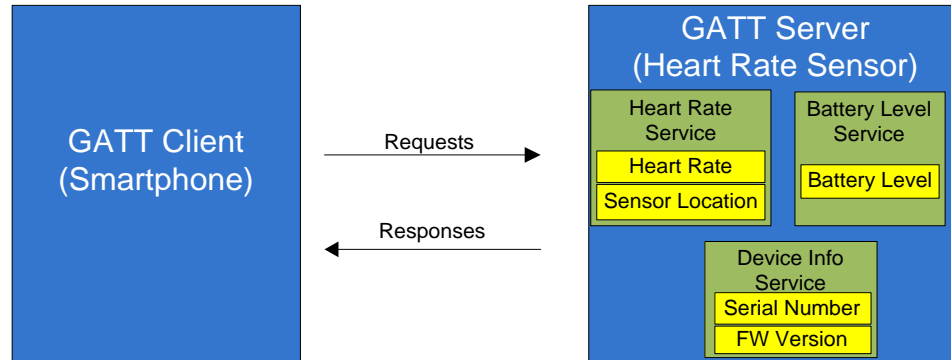 GATT Client
(Smartphone)
Requests
Responses
GATT Server
(Heart Rate Sensor)
Heart Rate
Service
Heart Rate
Sensor Location
Battery Level
Service
Battery Level
Device Info
Service
Serial Number
FW Version